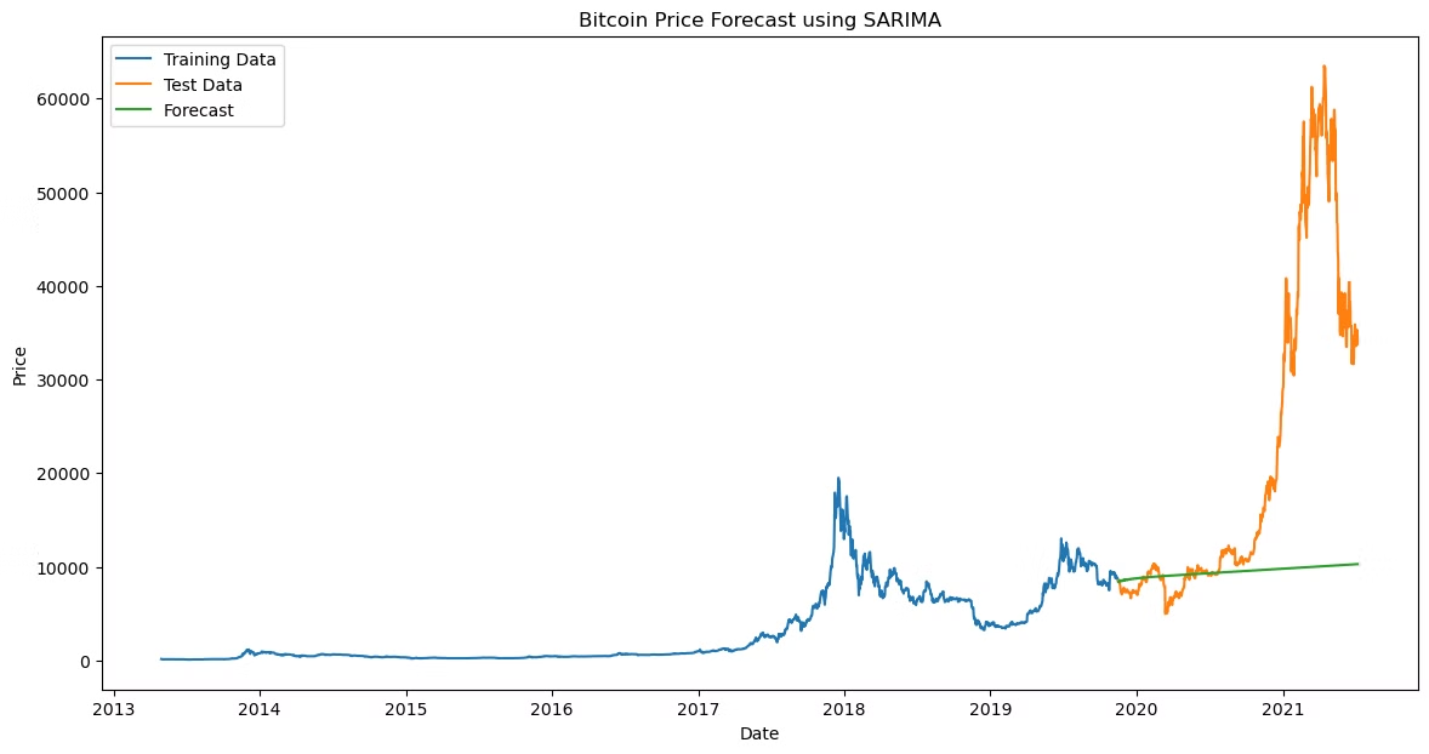 Bitcoin Price Forecast using SARIMA
Training Data
Test Data
Forecast
Price
60000
50000
40000
30000
20000
10000
0
2013 2014 2015 2016 2017 2018 2019 2020 2021
Date